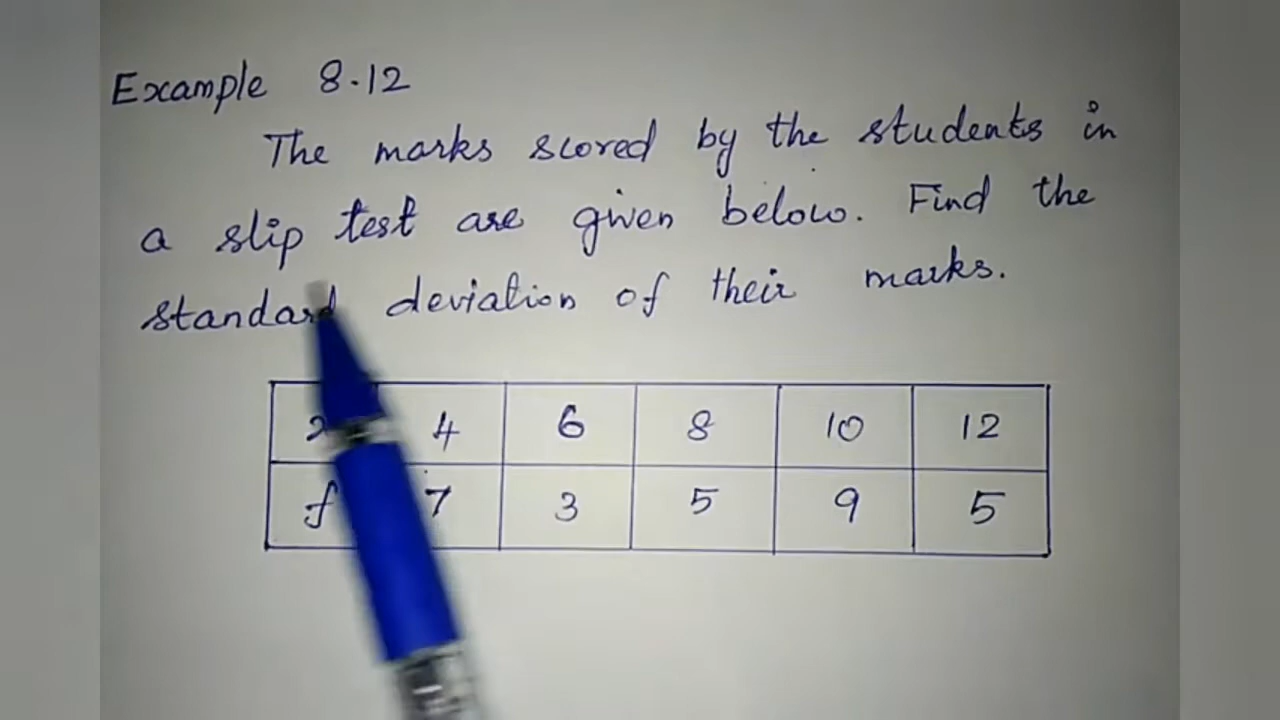 Example 8.12
The marks scored by the students in
a slip test are given below. Find the
standard deviation of their marks.
4 6 8 10 12
f 7 3 5 9 5